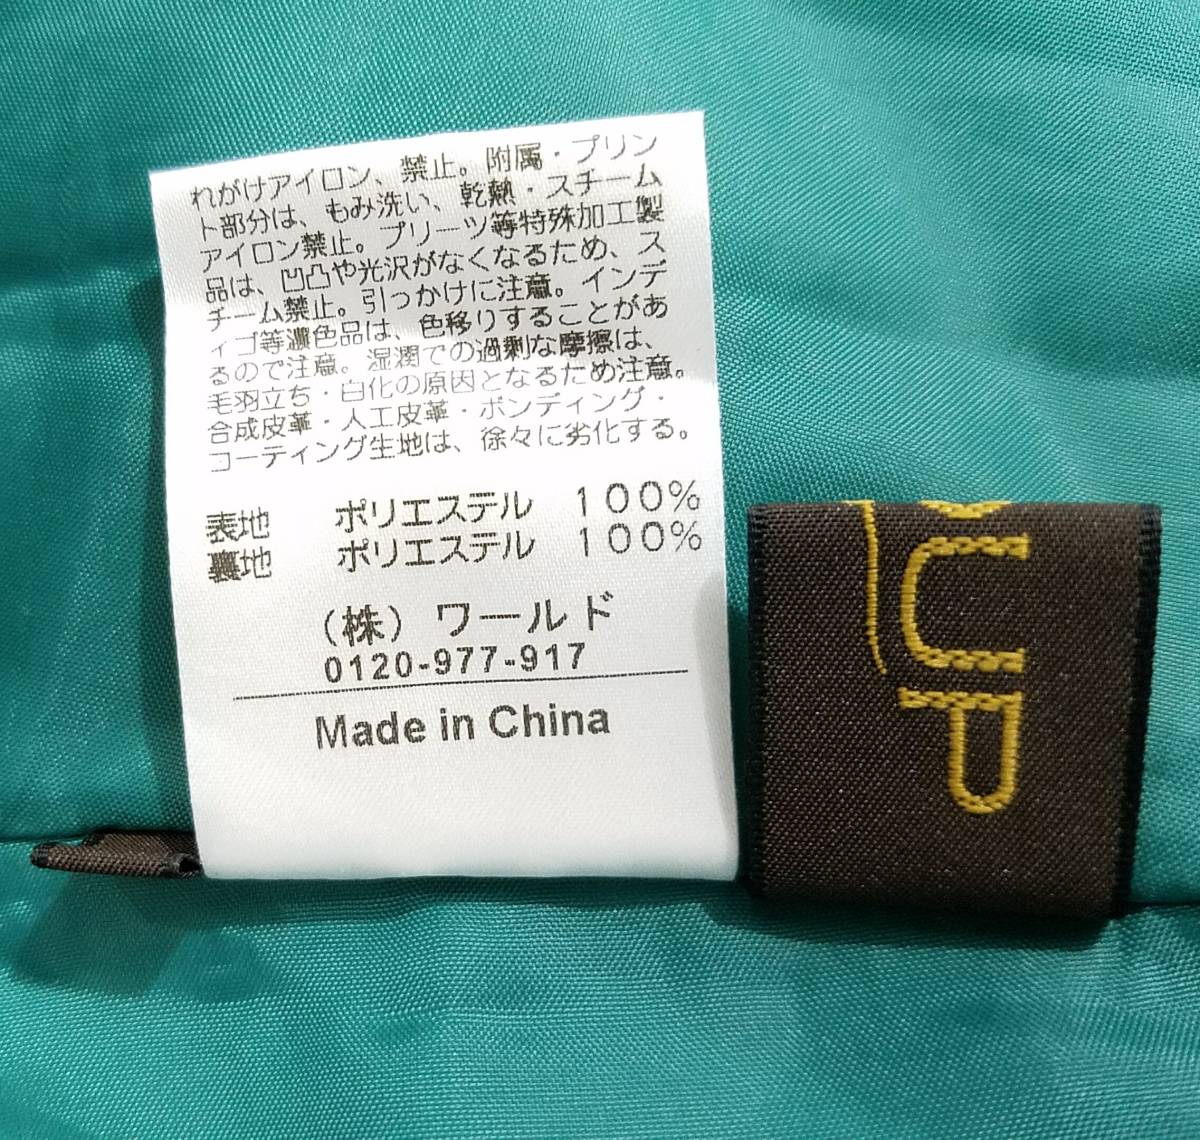 れがけアイロン、禁止。附属・プリン
ト部分は、もみ洗い、乾熱・スチーム
アイロン禁止。プリーツ等特殊加工製
品は、凹凸や光沢がなくなるため、ス
チーム禁止。引っかけに注意。インデ
ィゴ等濃色品は、色移りすることがあ
るので注意。湿潤での過剰な摩擦は、
毛羽立ち・白化の原因となるため注意。
合成皮革・人工皮革・ボンディング・
コーティング生地は、徐々に劣化する。
表地 ポリエステル 100%
裏地 ポリエステル 100%
(株) ワールド
0120-977-917
Made in China
UP